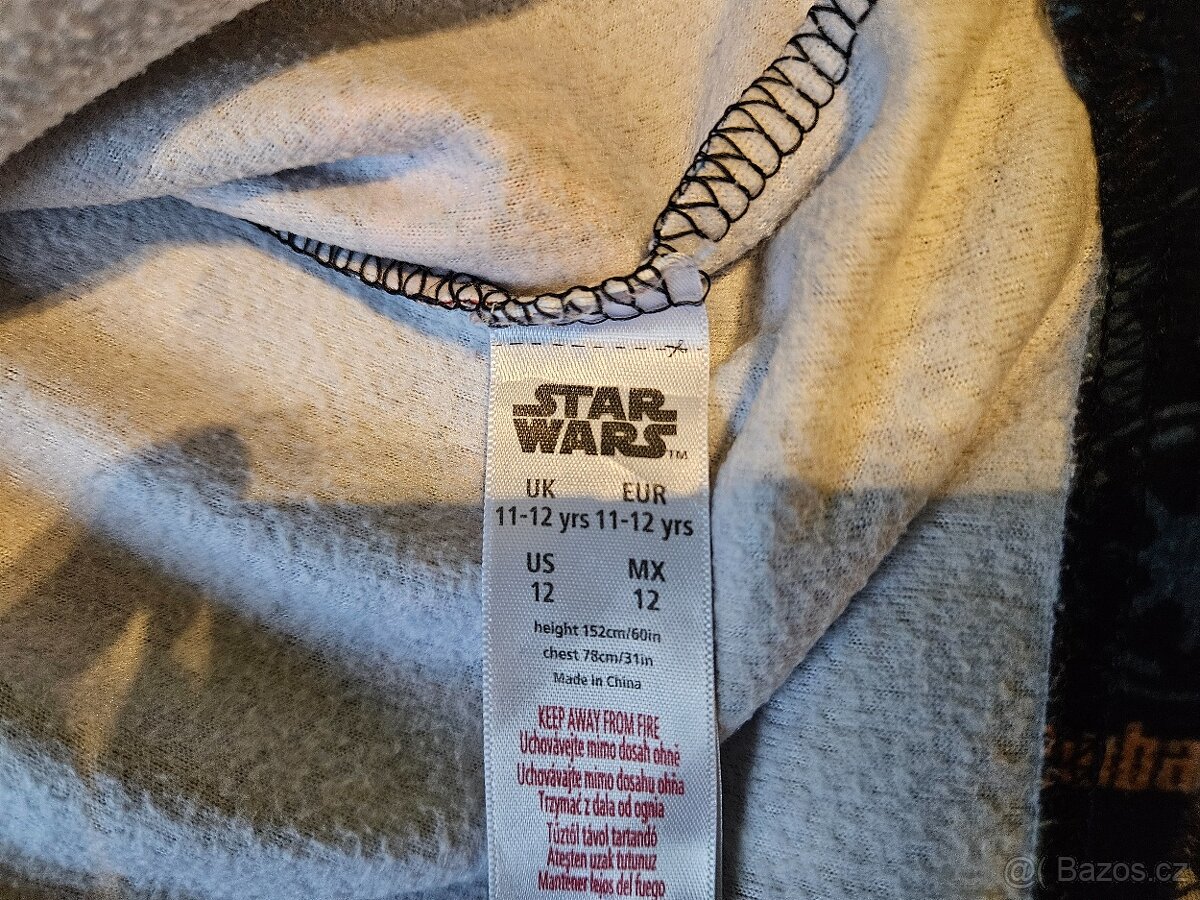 STAR
WARS™
UK EUR
11-12 yrs 11-12 yrs
US MX
12 12
height 152cm/60in
chest 78cm/31in
Made in China
KEEP AWAY FROM FIRE
Uchovávejte mimo dosah ohně
Uchovávajte mimo dosahu ohňa
Trzymać z dala od ognia
Tűztől távol tartandó
Ateşten uzak tutunuz
Mantener lejos del fuego
@( Bazos.cz